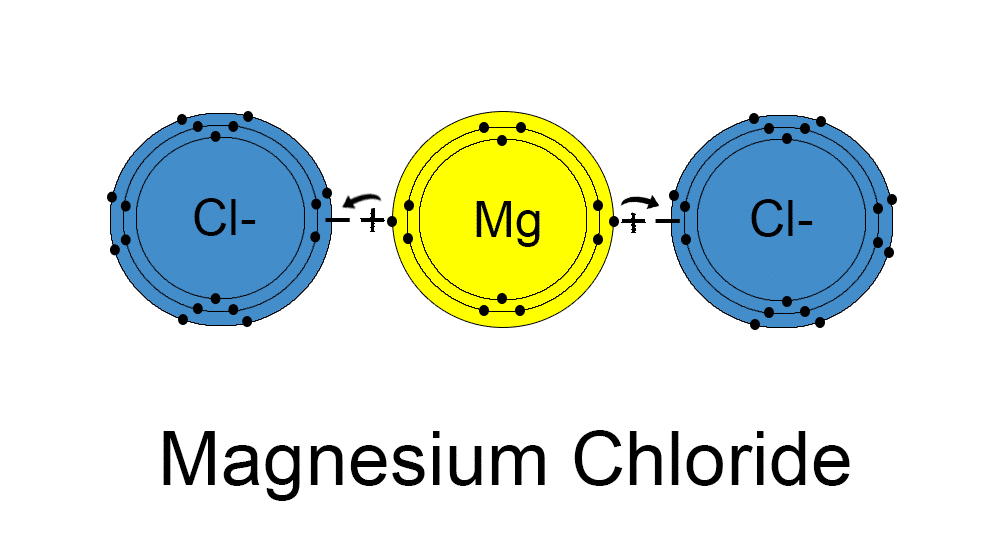 Cl- - + Mg + - Cl-
Magnesium Chloride